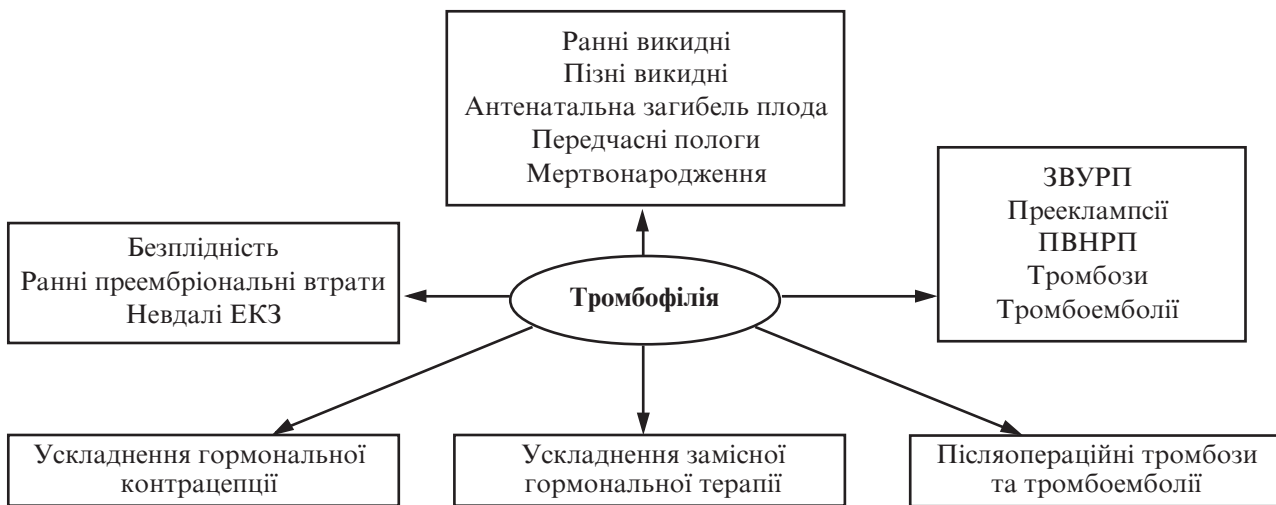 Ранні викидні
Пізні викидні
Антенатальна загибель плода
Передчасні пологи
Мертвонародження
Безплідність
Ранні преембріональні втрати
Невдалі ЕКЗ
Тромбофілія
ЗВУРП
Прееклампсії
ПВНРП
Тромбози
Тромбоемболії
Ускладнення гормональної
контрацепції
Ускладнення замісної
гормональної терапії
Післяопераційні тромбози
та тромбоемболії